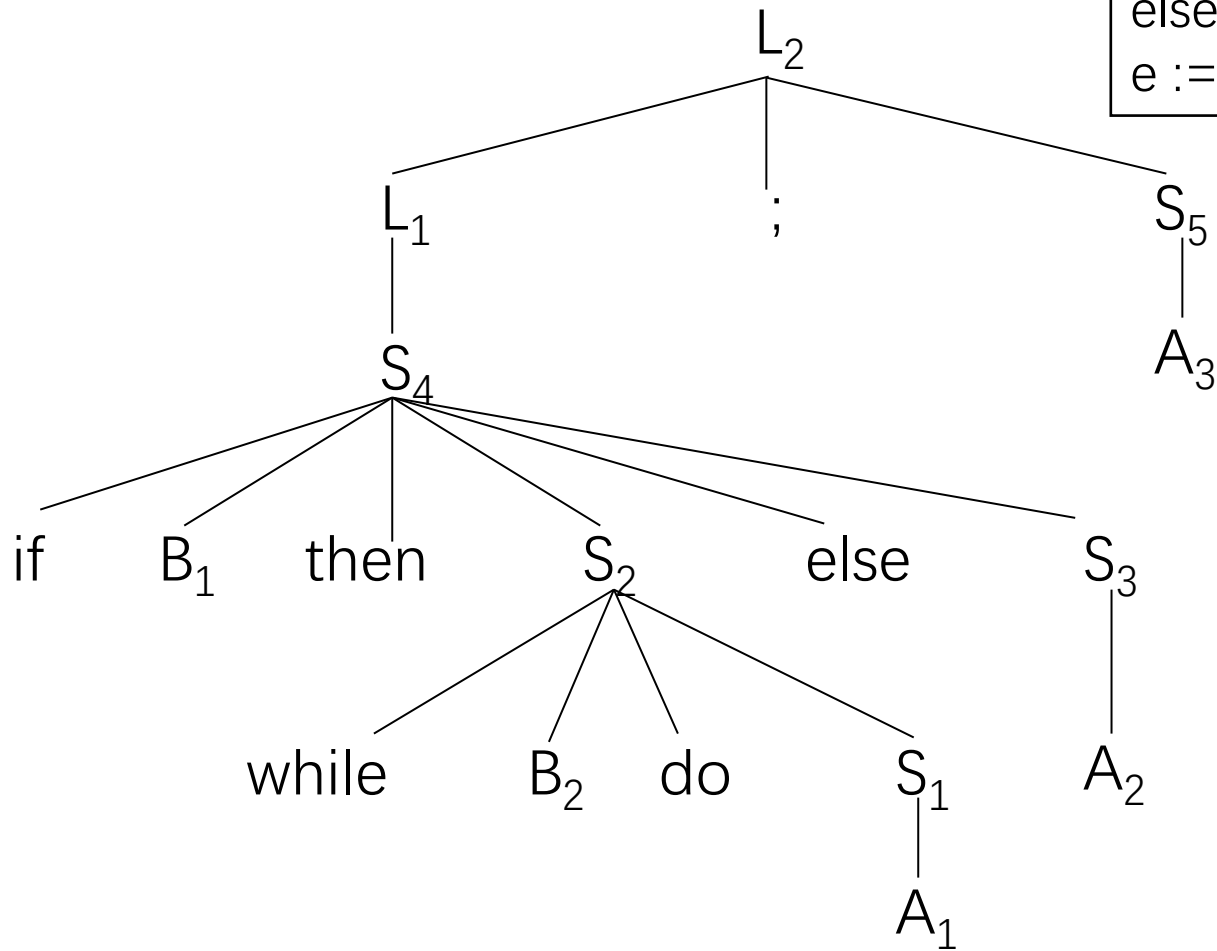 else
e :=
L₂
L₁ ; S₅
A₃
S₄
if B₁ then S₂ else S₃
while B₂ do S₁ A₂
A₁